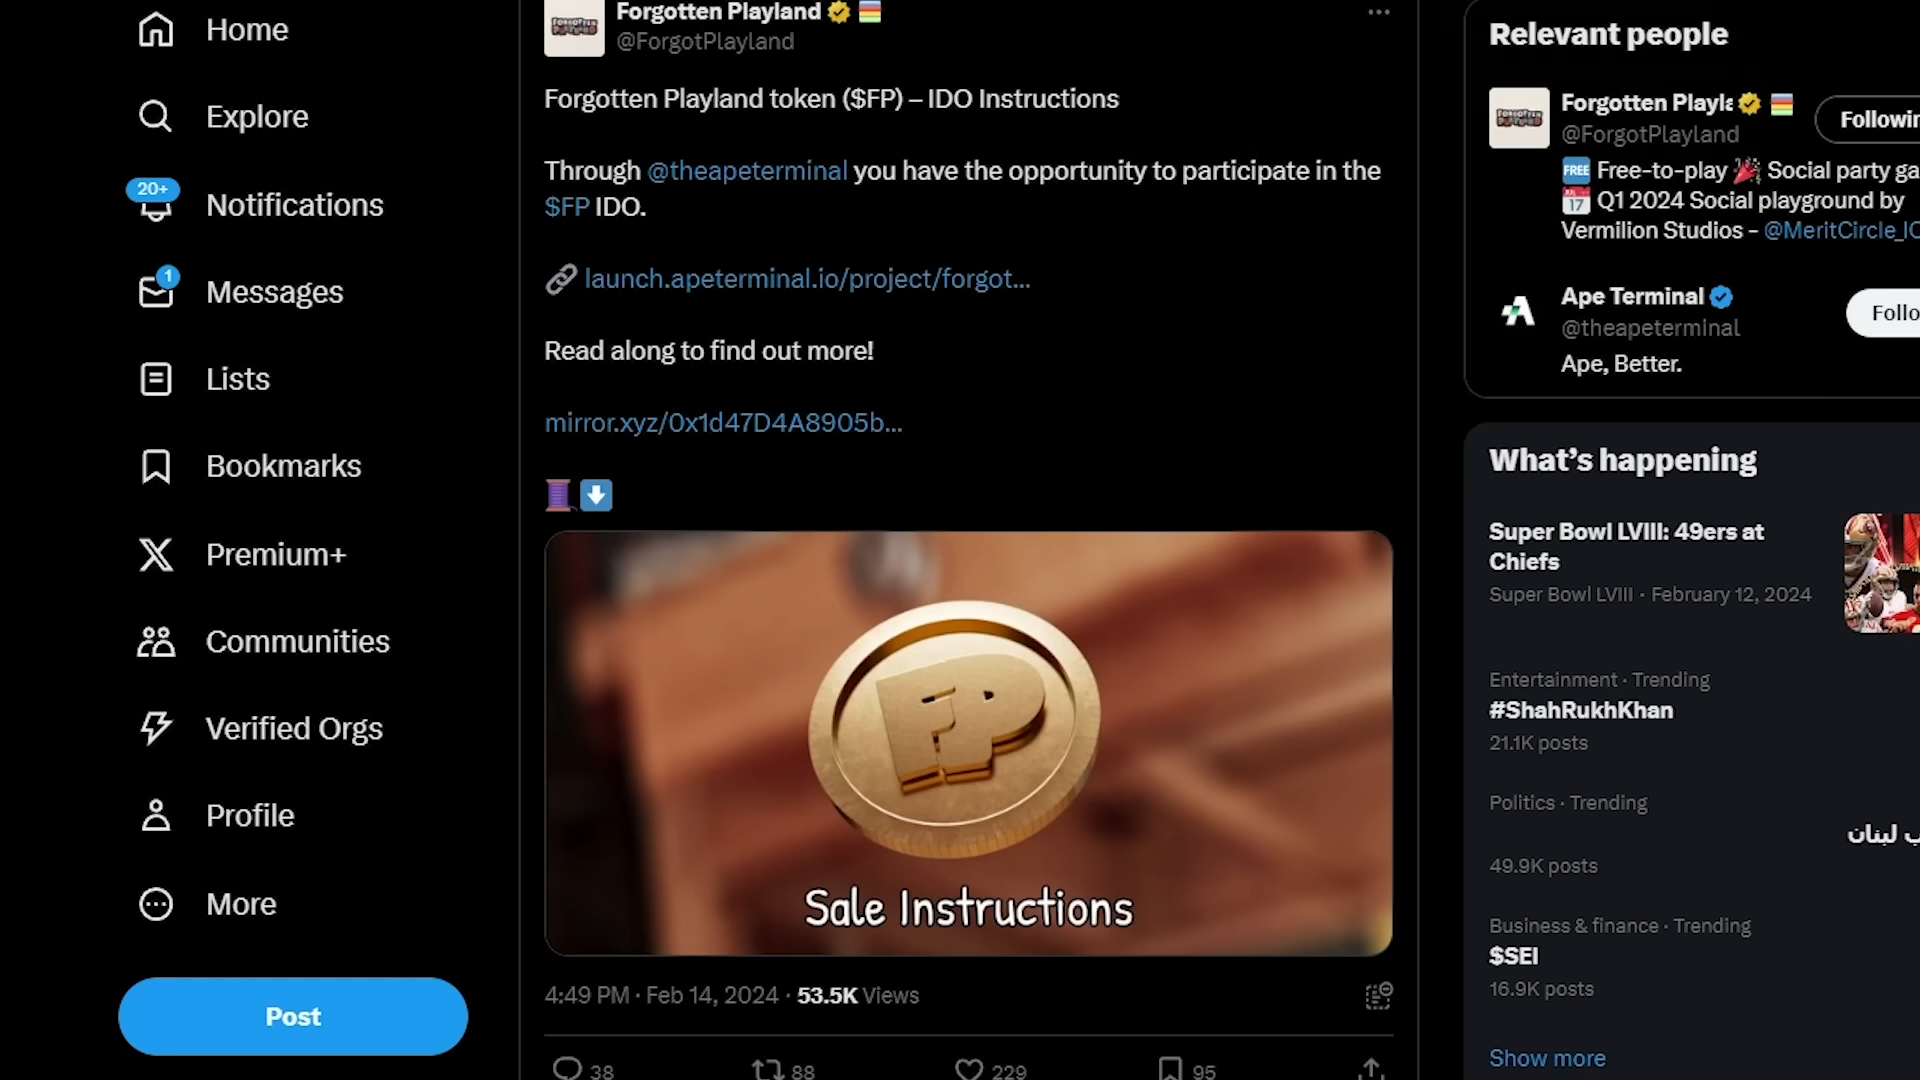 Home
Explore
20+
Notifications
1
Messages
Lists
Bookmarks
Premium+
Communities
Verified Orgs
Profile
More
Post
Forgotten Playland
@ForgotPlayland
Forgotten Playland token ($FP) – IDO Instructions
Through @theapeterminal you have the opportunity to participate in the
$FP IDO.
launch.apeterminal.io/project/forgot...
Read along to find out more!
mirror.xyz/0x1d47D4A8905b...
FP
Sale Instructions
4:49 PM · Feb 14, 2024 · 53.5K Views
38
88
229
95
Relevant people
Forgotten Playla
@ForgotPlayland
Followin
FREE Free-to-play Social party ga
JUL 17 Q1 2024 Social playground by
Vermilion Studios – @MeritCircle_IO
Ape Terminal
@theapeterminal
Follo
Ape, Better.
What's happening
Super Bowl LVIII: 49ers at
Chiefs
Super Bowl LVIII · February 12, 2024
Entertainment · Trending
#ShahRukhKhan
21.1K posts
Politics · Trending
لبنان
49.9K posts
Business & finance · Trending
$SEI
16.9K posts
Show more